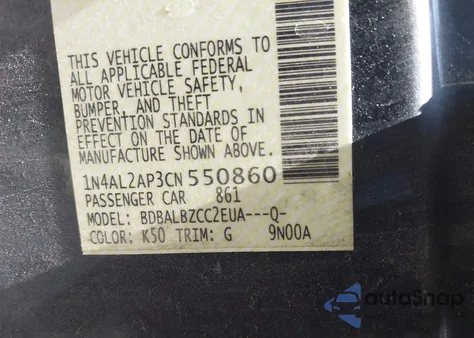 THIS VEHICLE CONFORMS TO
ALL APPLICABLE FEDERAL
MOTOR VEHICLE SAFETY,
BUMPER, AND THEFT
PREVENTION STANDARDS IN
EFFECT ON THE DATE OF
MANUFACTURE SHOWN ABOVE.
1N4AL2AP3CN550860
PASSENGER CAR 861
MODEL: BDBALBZCC2EUA---Q-
COLOR: K50 TRIM: G 9N00A
autoSnap